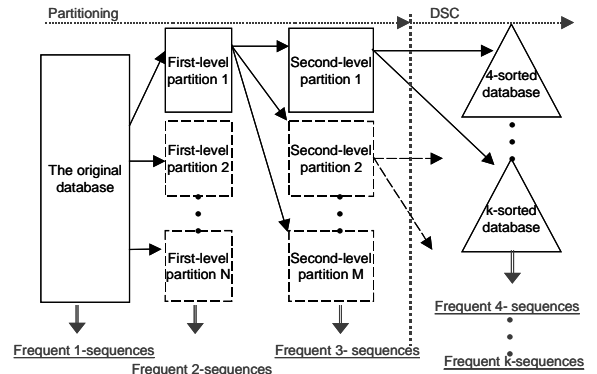 Partitioning
DSC
The original
database
First-level
partition 1
First-level
partition 2
First-level
partition N
Second-level
partition 1
Second-level
partition 2
Second-level
partition M
4-sorted
database
k-sorted
database
Frequent 1-sequences
Frequent 2-sequences
Frequent 3- sequences
Frequent 4- sequences
Frequent k-sequences